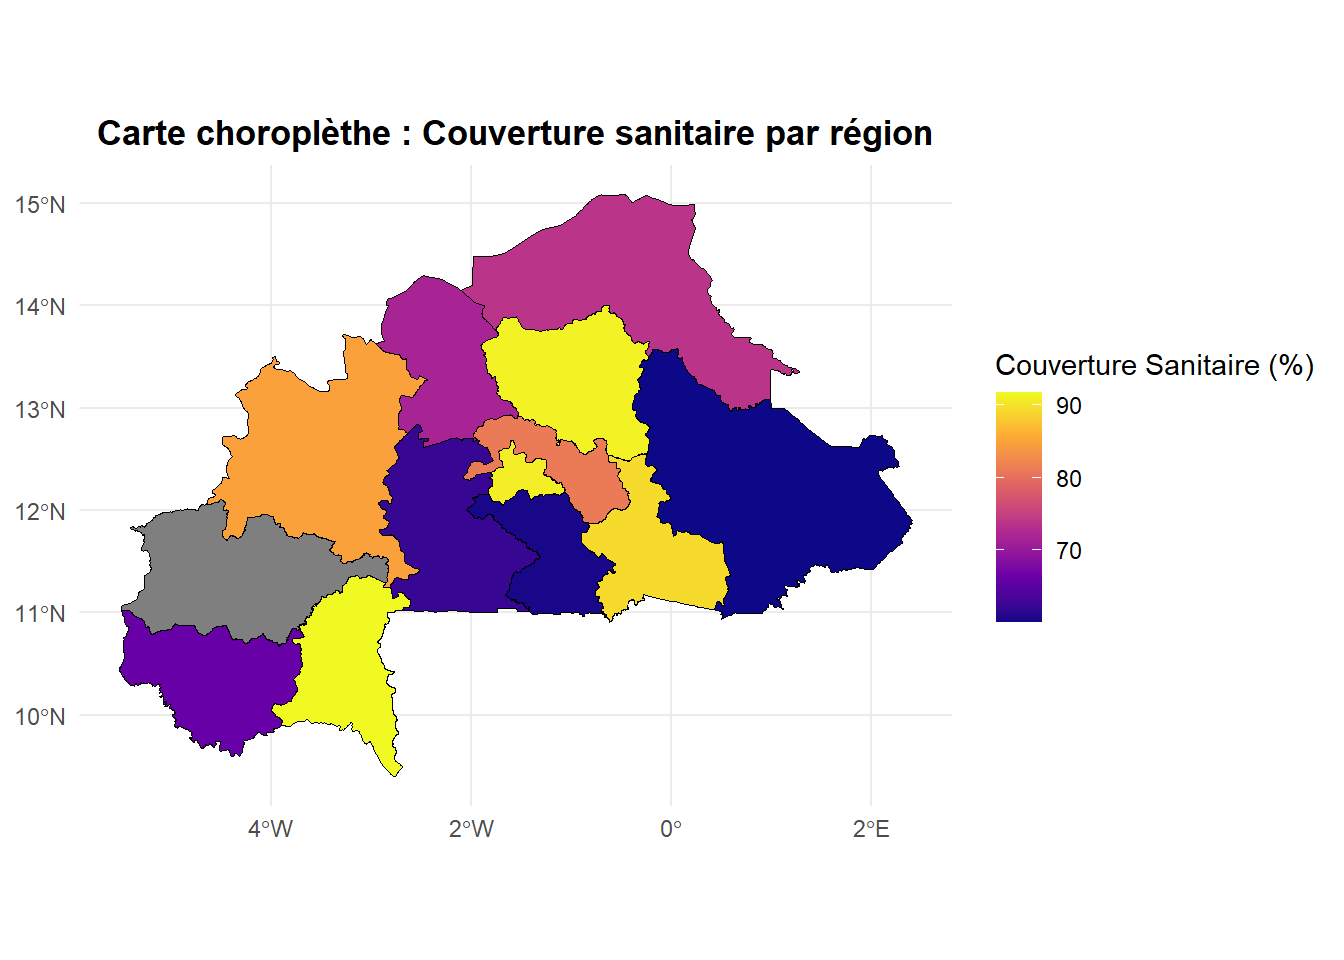 Carte choroplèthe : Couverture sanitaire par région
15°N
14°N
13°N
12°N
11°N
10°N
4°W
2°W
0°
2°E
Couverture Sanitaire (%)
90
80
70